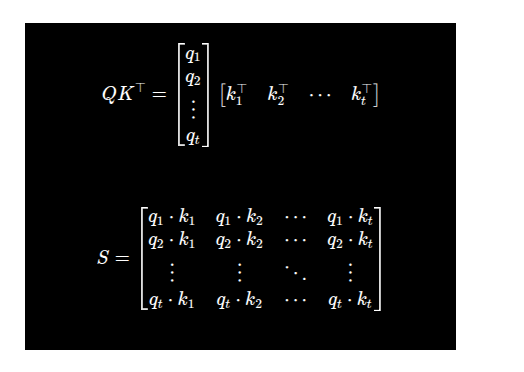 QK^⊤ = [q_1 q_2 ⋮ q_t] [k_1^⊤ k_2^⊤ ⋯ k_t^⊤]
S = [q_1 · k_1 q_1 · k_2 ⋯ q_1 · k_t
q_2 · k_1 q_2 · k_2 ⋯ q_2 · k_t
⋮ ⋮ ⋱ ⋮
q_t · k_1 q_t · k_2 ⋯ q_t · k_t]